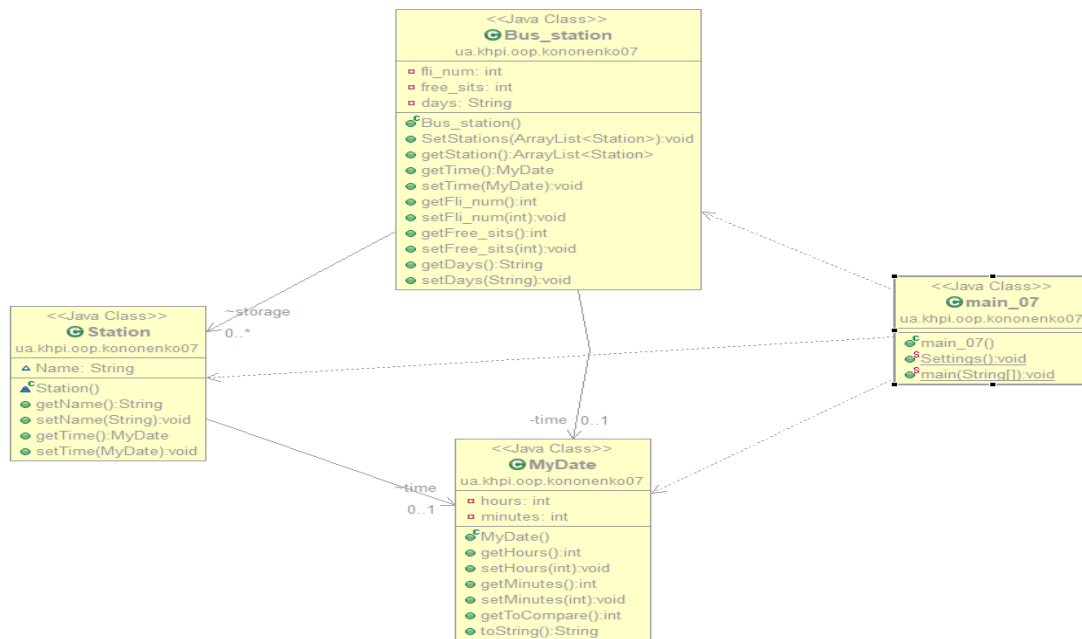 <<Java Class>>
Bus_station
ua.khpi.oop.kononenko07
fli_num: int
free_sits: int
days: String
Bus_station()
SetStations(ArrayList<Station>):void
getStation():ArrayList<Station>
getTime():MyDate
setTime(MyDate):void
getFli_num():int
setFli_num(int):void
getFree_sits():int
setFree_sits(int):void
getDays():String
setDays(String):void
~storage
0..*
<<Java Class>>
Station
ua.khpi.oop.kononenko07
Name: String
Station()
getName():String
setName(String):void
getTime():MyDate
setTime(MyDate):void
<<Java Class>>
main_07
ua.khpi.oop.kononenko07
main_07()
Settings():void
main(String[]):void
-time 0..1
~time
0..1
<<Java Class>>
MyDate
ua.khpi.oop.kononenko07
hours: int
minutes: int
MyDate()
getHours():int
setHours(int):void
getMinutes():int
setMinutes(int):void
getToCompare():int
toString():String